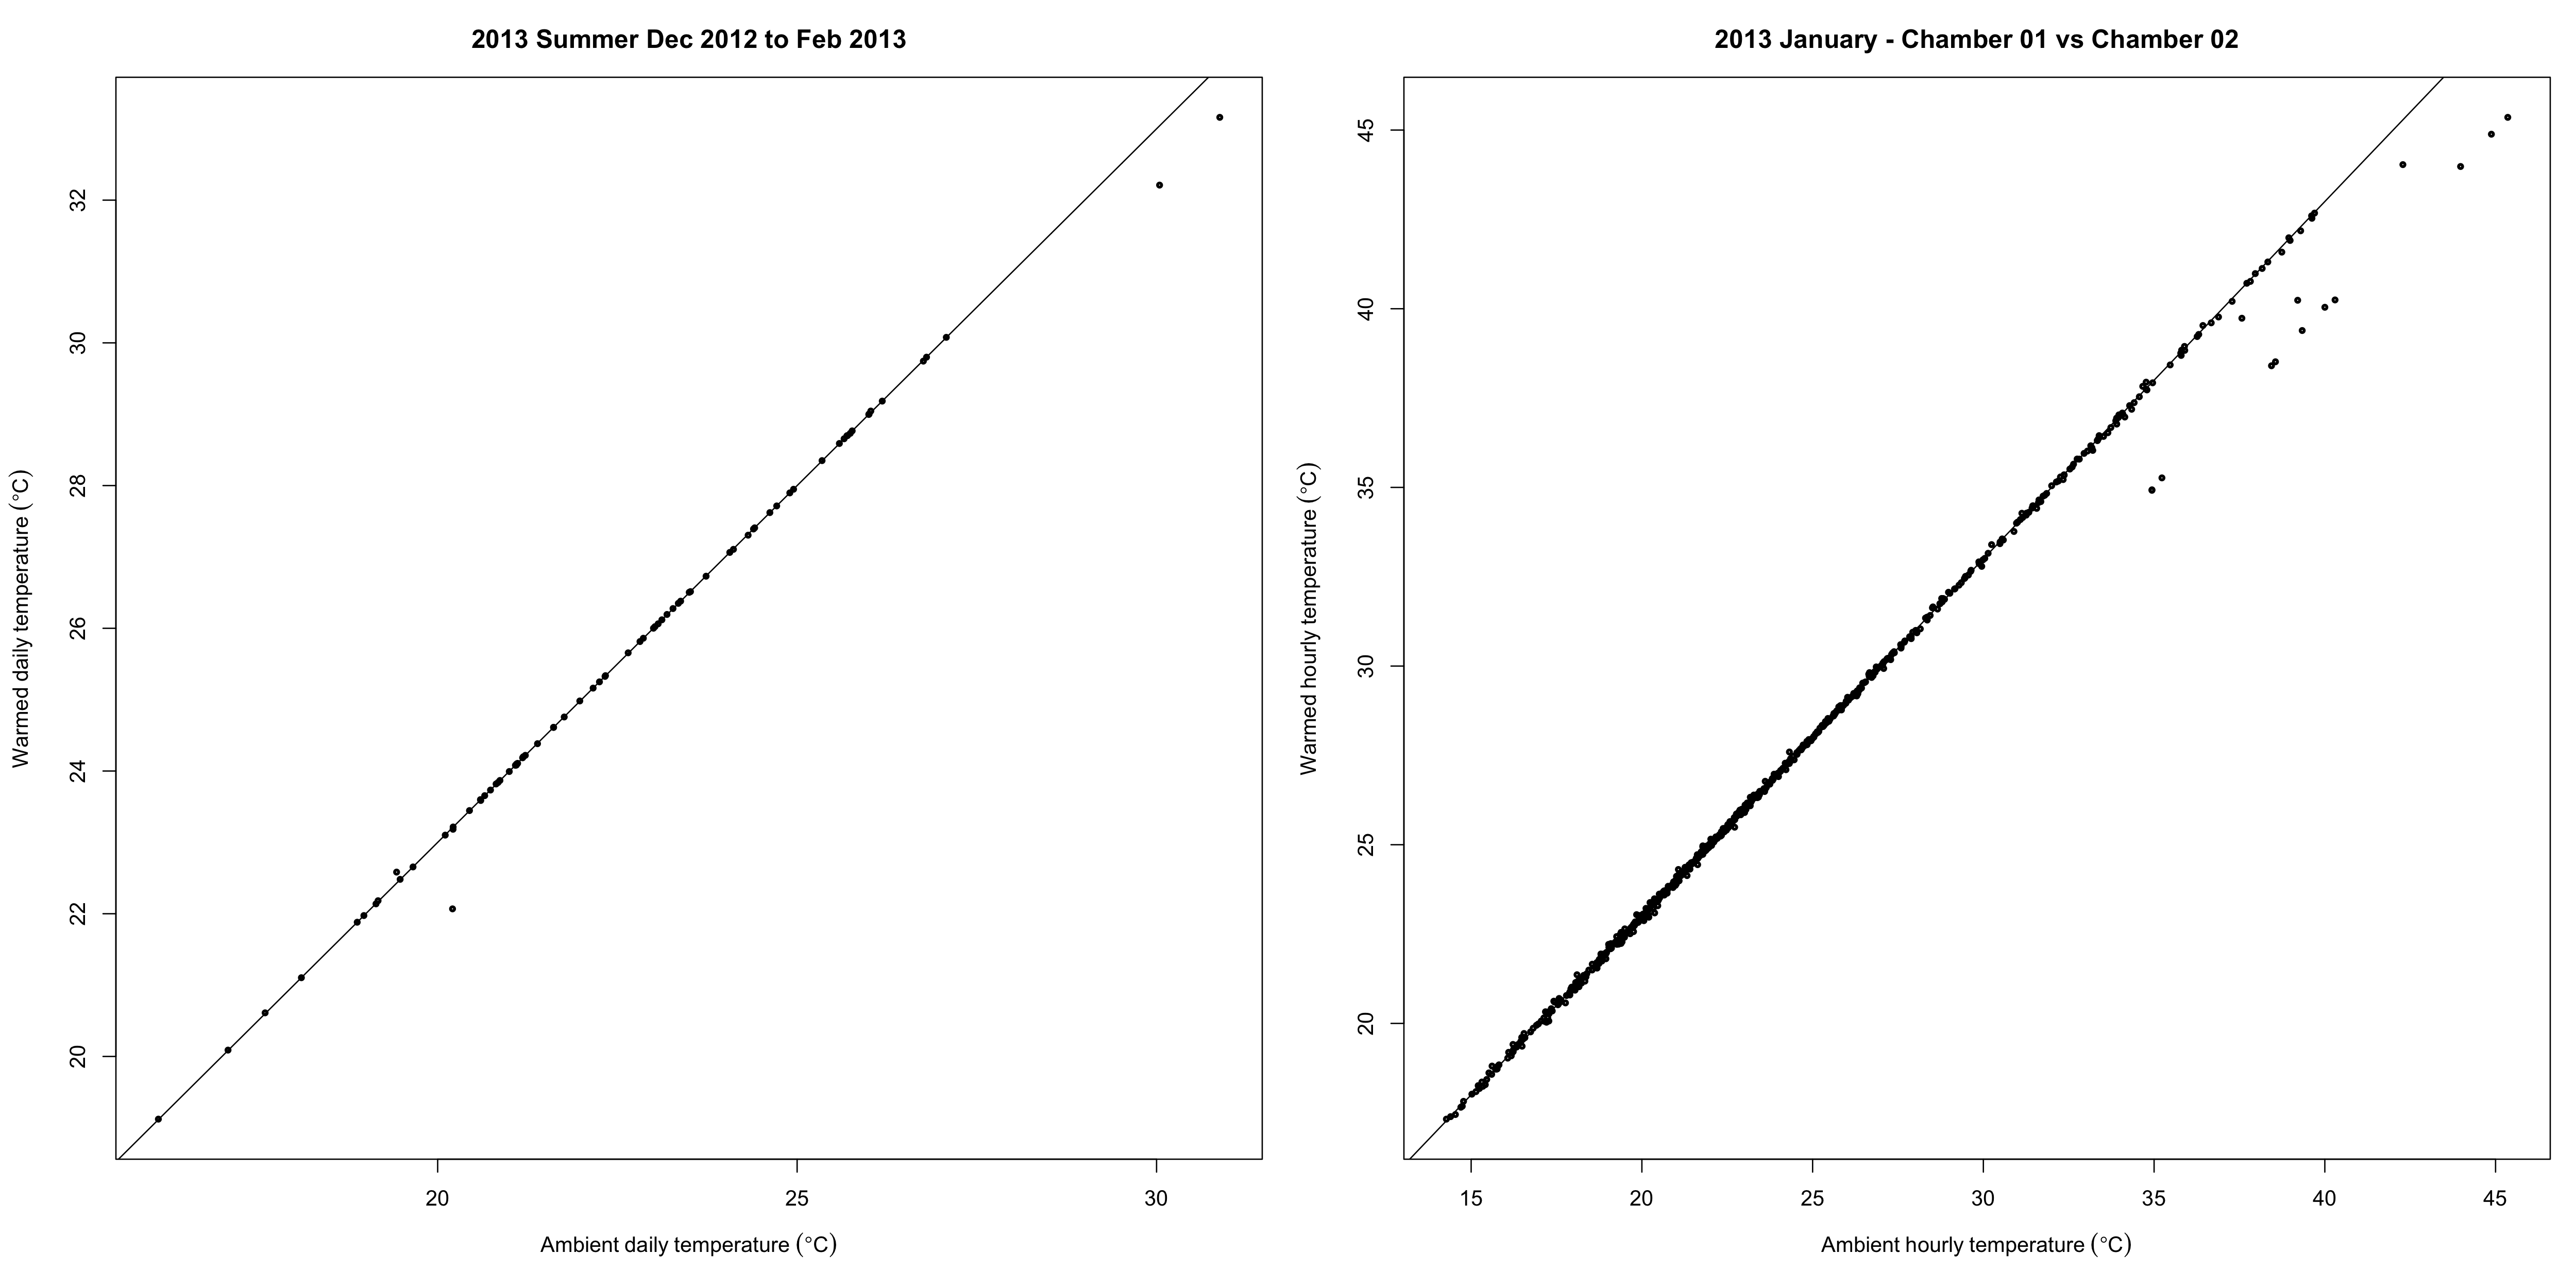 2013 Summer Dec 2012 to Feb 2013
Warmed daily temperature (°C)
32
30
28
26
24
22
20
20 25 30
Ambient daily temperature (°C)
2013 January - Chamber 01 vs Chamber 02
Warmed hourly temperature (°C)
45
40
35
30
25
20
15 20 25 30 35 40 45
Ambient hourly temperature (°C)